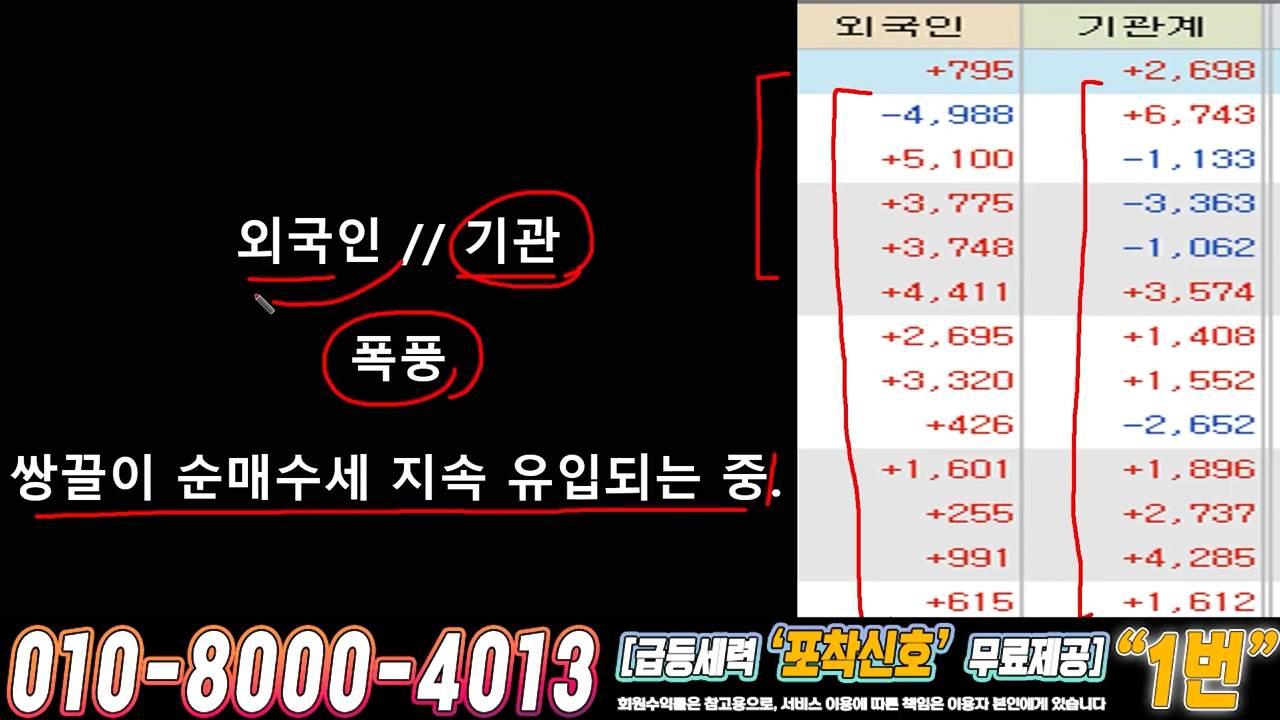 외국인 // 기관
폭풍
쌍끌이 순매수세 지속 유입되는 중.
외국인 기관계
+795 +2,698
-4,988 +6,743
+5,100 -1,133
+3,775 -3,363
+3,748 -1,062
+4,411 +3,574
+2,695 +1,408
+3,320 +1,552
+426 -2,652
+1,601 +1,896
+255 +2,737
+991 +4,285
+615 +1,612
010-8000-4013
[급등세력 '포착신호' 무료제공] "1번"
회원수익률은 참고용으로, 서비스 이용에 따른 책임은 이용자 본인에게 있습니다